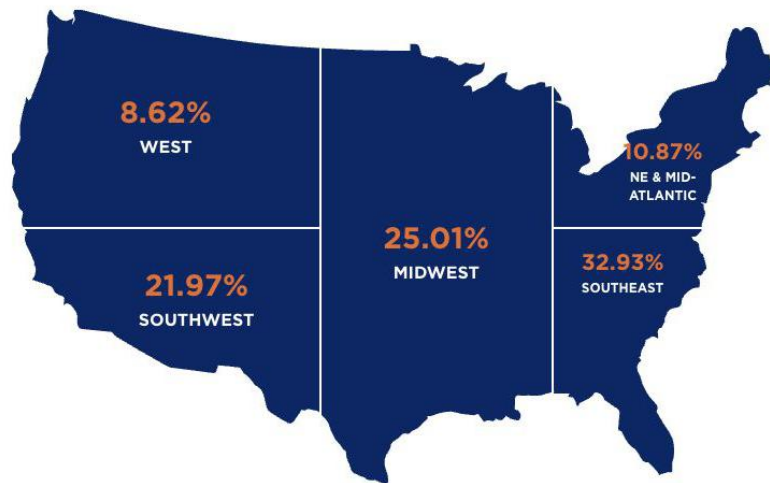 8.62%
WEST
10.87%
NE & MID-
ATLANTIC
25.01%
MIDWEST
32.93%
SOUTHEAST
21.97%
SOUTHWEST